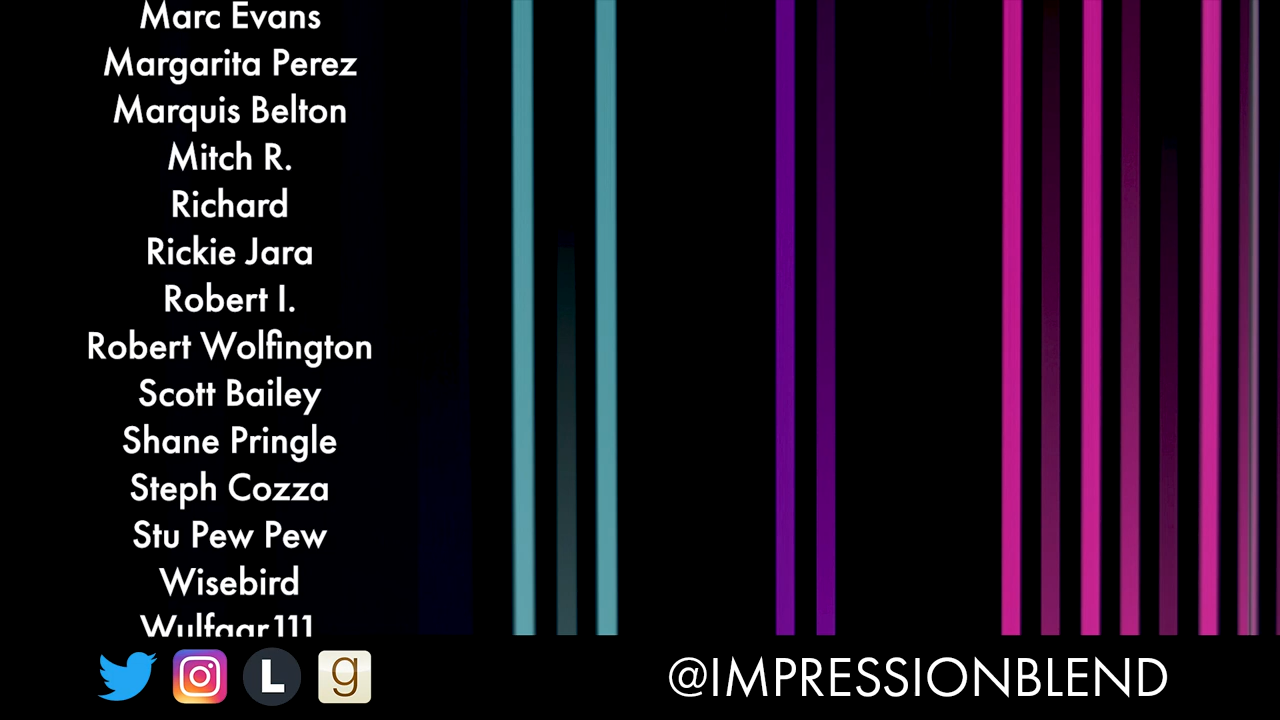 Marc Evans
Margarita Perez
Marquis Belton
Mitch R.
Richard
Rickie Jara
Robert I.
Robert Wolfington
Scott Bailey
Shane Pringle
Steph Cozza
Stu Pew Pew
Wisebird
Wulfgar111
L g @IMPRESSIONBLEND